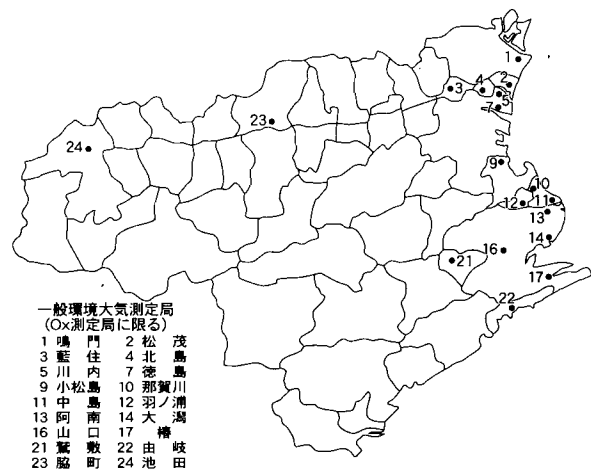 1
2
3
4
5
7
23
24
9
10
12
11
13
14
16
21
17
22
一般環境大気測定局
(Ox測定局に限る)
1 鳴門 2 松茂
3 藍住 4 北島
5 川内 7 徳島
9 小松島 10 那賀川
11 中島 12 羽ノ浦
13 阿南 14 大潟
16 山口 17 椿
21 鷲敷 22 由岐
23 脇町 24 池田